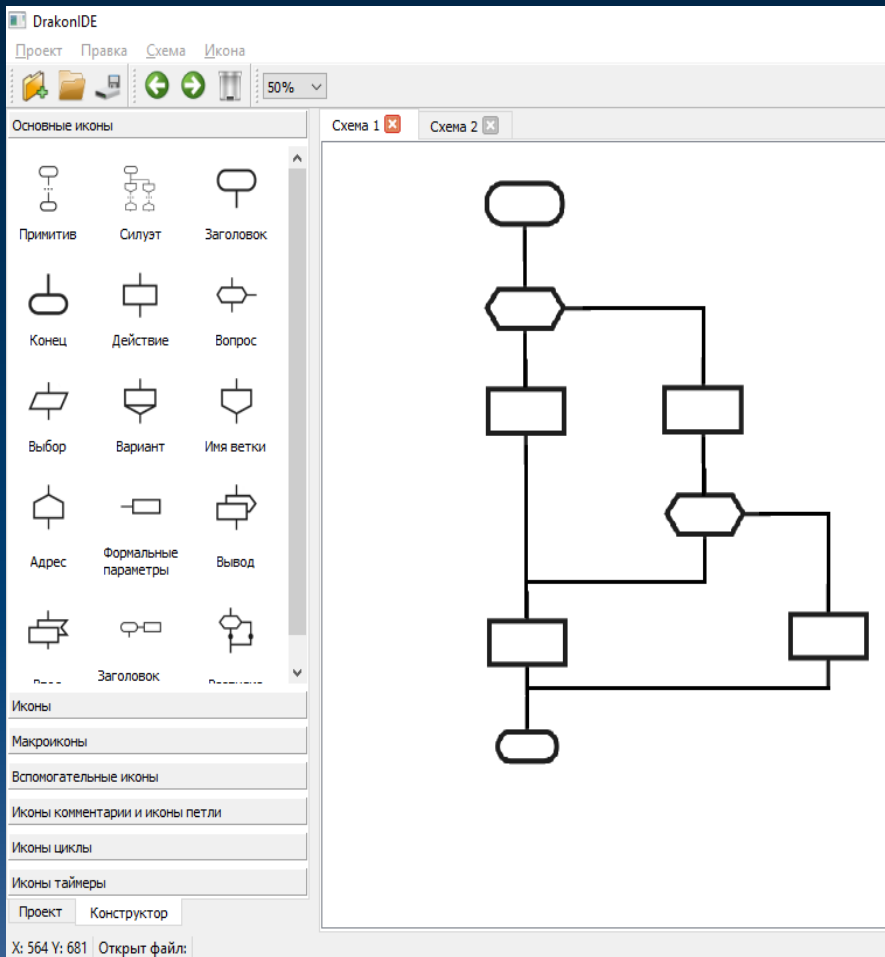 DrakonIDE
Проект Правка Схема Икона
50%
Основные иконы
Схема 1 Схема 2
Примитив Силуэт Заголовок
Конец Действие Вопрос
Выбор Вариант Имя ветки
Адрес Формальные параметры Вывод
Заголовок
Иконы
Макроиконы
Вспомогательные иконы
Иконы комментарии и иконы петли
Иконы циклы
Иконы таймеры
Проект Конструктор
X: 564 Y: 681 Открыт файл: